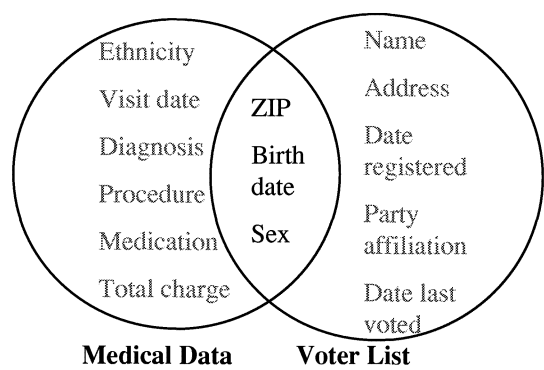 Ethnicity
Visit date
Diagnosis
Procedure
Medication
Total charge
ZIP
Birth
date
Sex
Name
Address
Date
registered
Party
affiliation
Date last
voted
Medical Data
Voter List